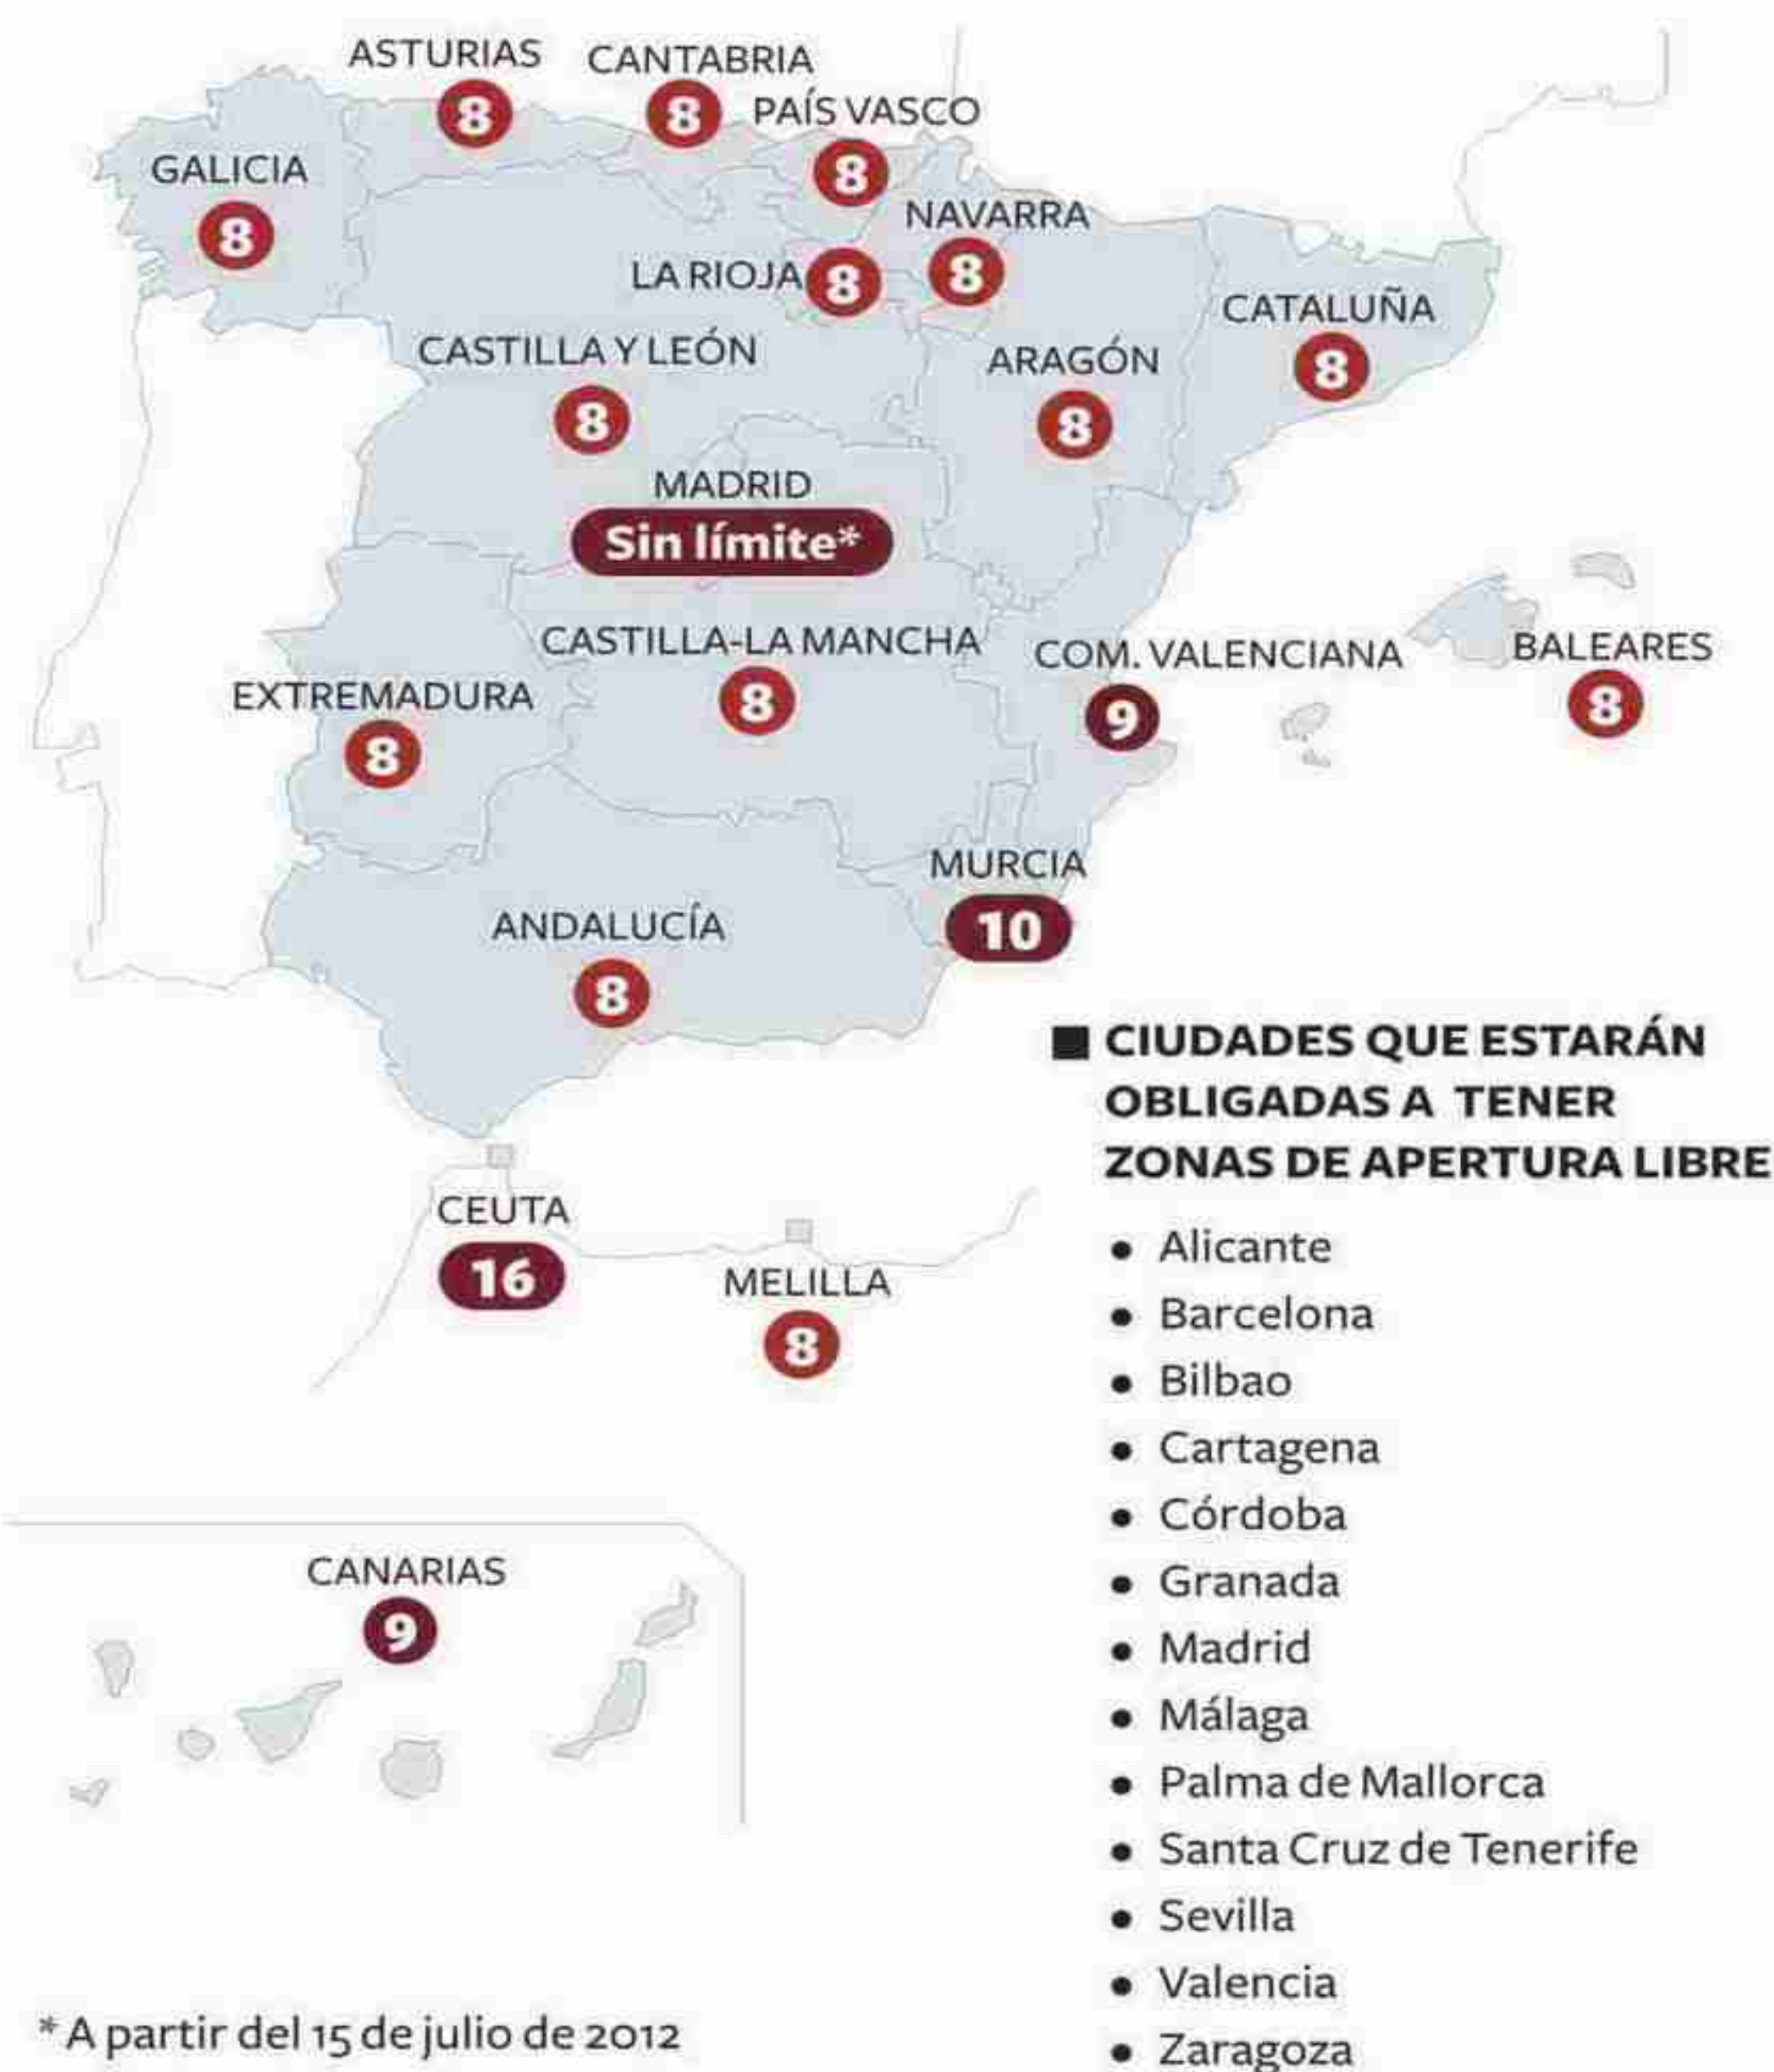 ASTURIAS
8
CANTABRIA
8
PAÍS VASCO
8
GALICIA
8
NAVARRA
8
LA RIOJA 8
CATALUÑA
8
CASTILLA Y LEÓN
8
ARAGÓN
8
MADRID
Sin límite*
CASTILLA-LA MANCHA
8
COM. VALENCIANA
9
BALEARES
8
EXTREMADURA
8
MURCIA
10
ANDALUCÍA
8
CEUTA
16
MELILLA
8
CANARIAS
9
* A partir del 15 de julio de 2012
■ CIUDADES QUE ESTARÁN
OBLIGADAS A TENER
ZONAS DE APERTURA LIBRE
• Alicante
• Barcelona
• Bilbao
• Cartagena
• Córdoba
• Granada
• Madrid
• Málaga
• Palma de Mallorca
• Santa Cruz de Tenerife
• Sevilla
• Valencia
• Zaragoza